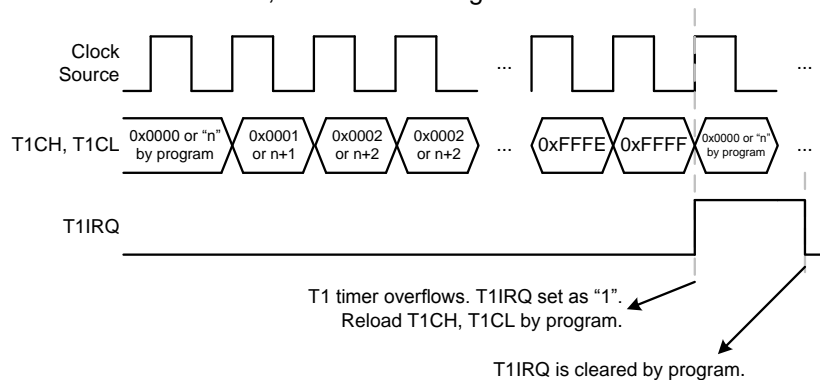 Clock
Source
...
...
T1CH, T1CL
0x0000 or “n”
by program
0x0001
or n+1
0x0002
or n+2
0x0002
or n+2
...
0xFFFE
0xFFFF
0x0000 or “n”
by program
...
T1IRQ
T1 timer overflows. T1IRQ set as “1”.
Reload T1CH, T1CL by program.
T1IRQ is cleared by program.